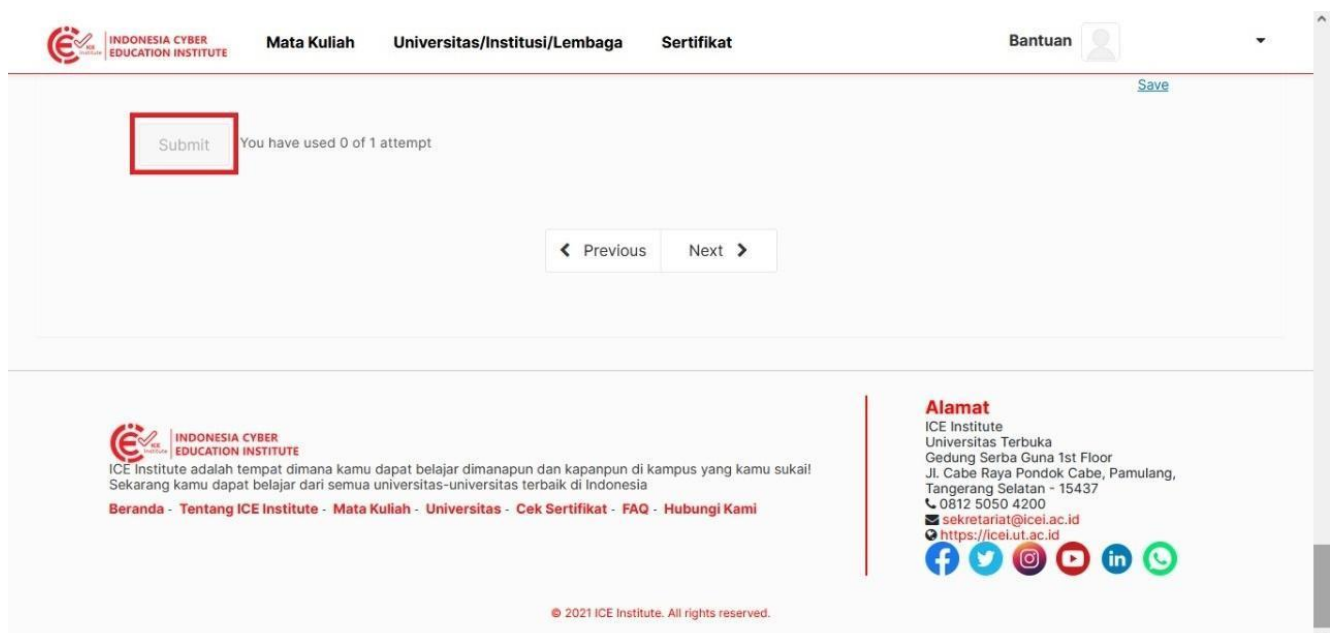 INDONESIA CYBER
EDUCATION INSTITUTE
Mata Kuliah
Universitas/Institusi/Lembaga
Sertifikat
Bantuan
Save
Submit
You have used 0 of 1 attempt
Previous
Next
INDONESIA CYBER
EDUCATION INSTITUTE
ICE Institute adalah tempat dimana kamu dapat belajar dimanapun dan kapanpun di kampus yang kamu sukai!
Sekarang kamu dapat belajar dari semua universitas-universitas terbaik di Indonesia
Beranda - Tentang ICE Institute - Mata Kuliah - Universitas - Cek Sertifikat - FAQ - Hubungi Kami
Alamat
ICE Institute
Universitas Terbuka
Gedung Serba Guna 1st Floor
Jl. Cabe Raya Pondok Cabe, Pamulang,
Tangerang Selatan - 15437
0812 5050 4200
sekretariat@icei.ac.id
https://icei.ut.ac.id
© 2021 ICE Institute. All rights reserved.